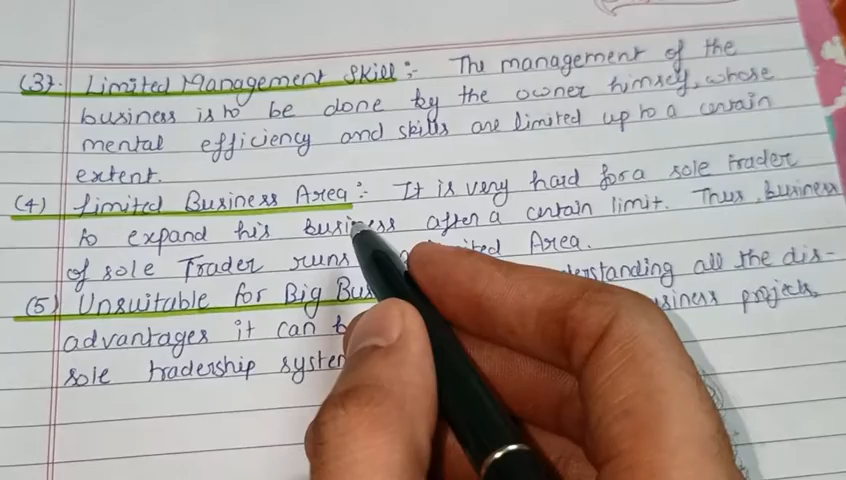 (3). Limited Management Skill :- The management of the
business is to be done by the owner himself, whose
mental efficiency and skills are limited up to a certain
extent.
(4) Limited Business Area :- It is very hard for a sole trader
to expand his business after a certain limit. Thus, business
of sole Trader runs Area.
(5) Unsuitable for Big all the dis-
advantages it can projects,
sole tradership system